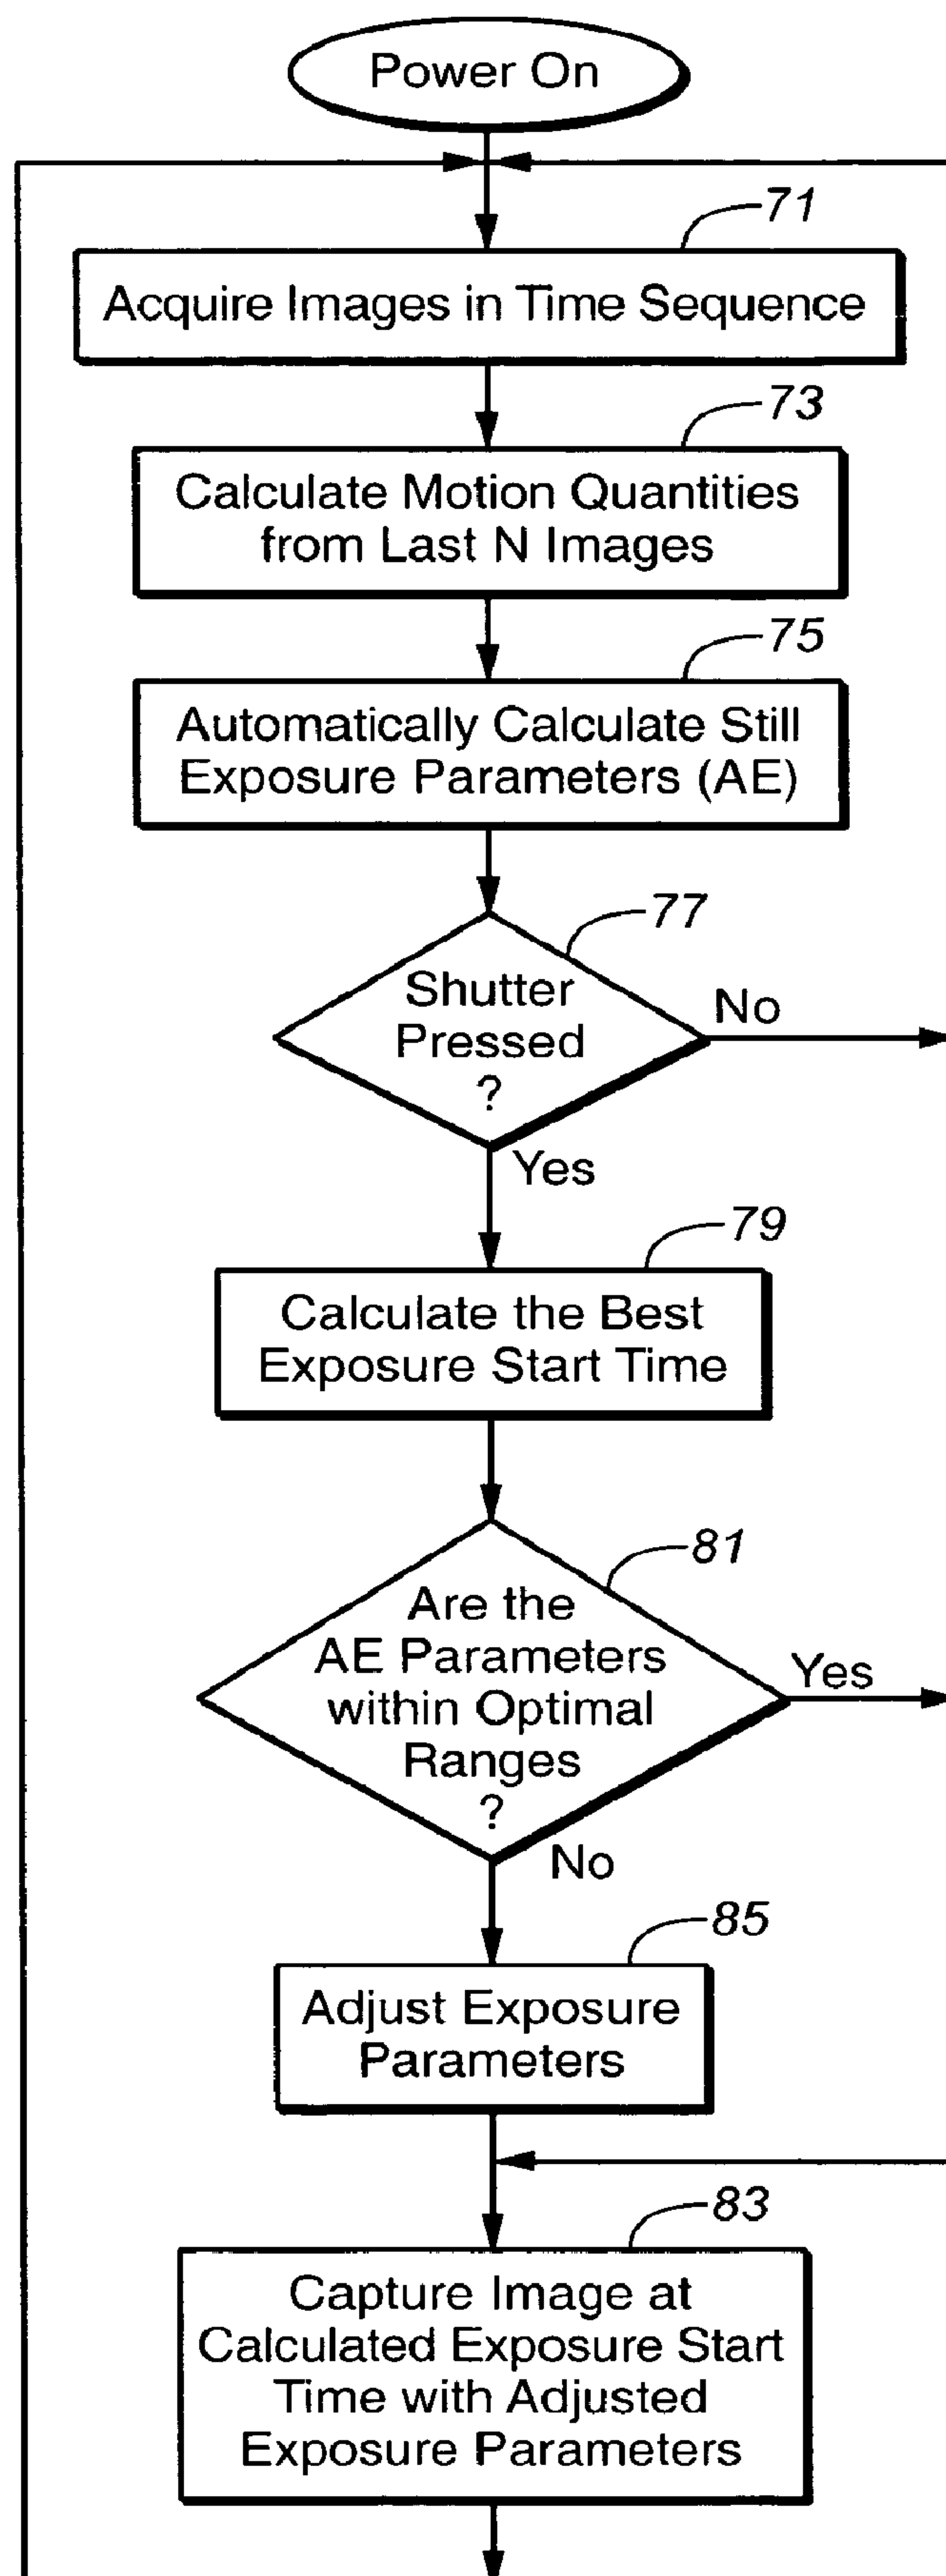 Power On
71
Acquire Images in Time Sequence
73
Calculate Motion Quantities
from Last N Images
75
Automatically Calculate Still
Exposure Parameters (AE)
77
Shutter
Pressed
?
No
Yes
79
Calculate the Best
Exposure Start Time
81
Are the
AE Parameters
within Optimal
Ranges
?
Yes
No
85
Adjust Exposure
Parameters
83
Capture Image at
Calculated Exposure Start
Time with Adjusted
Exposure Parameters